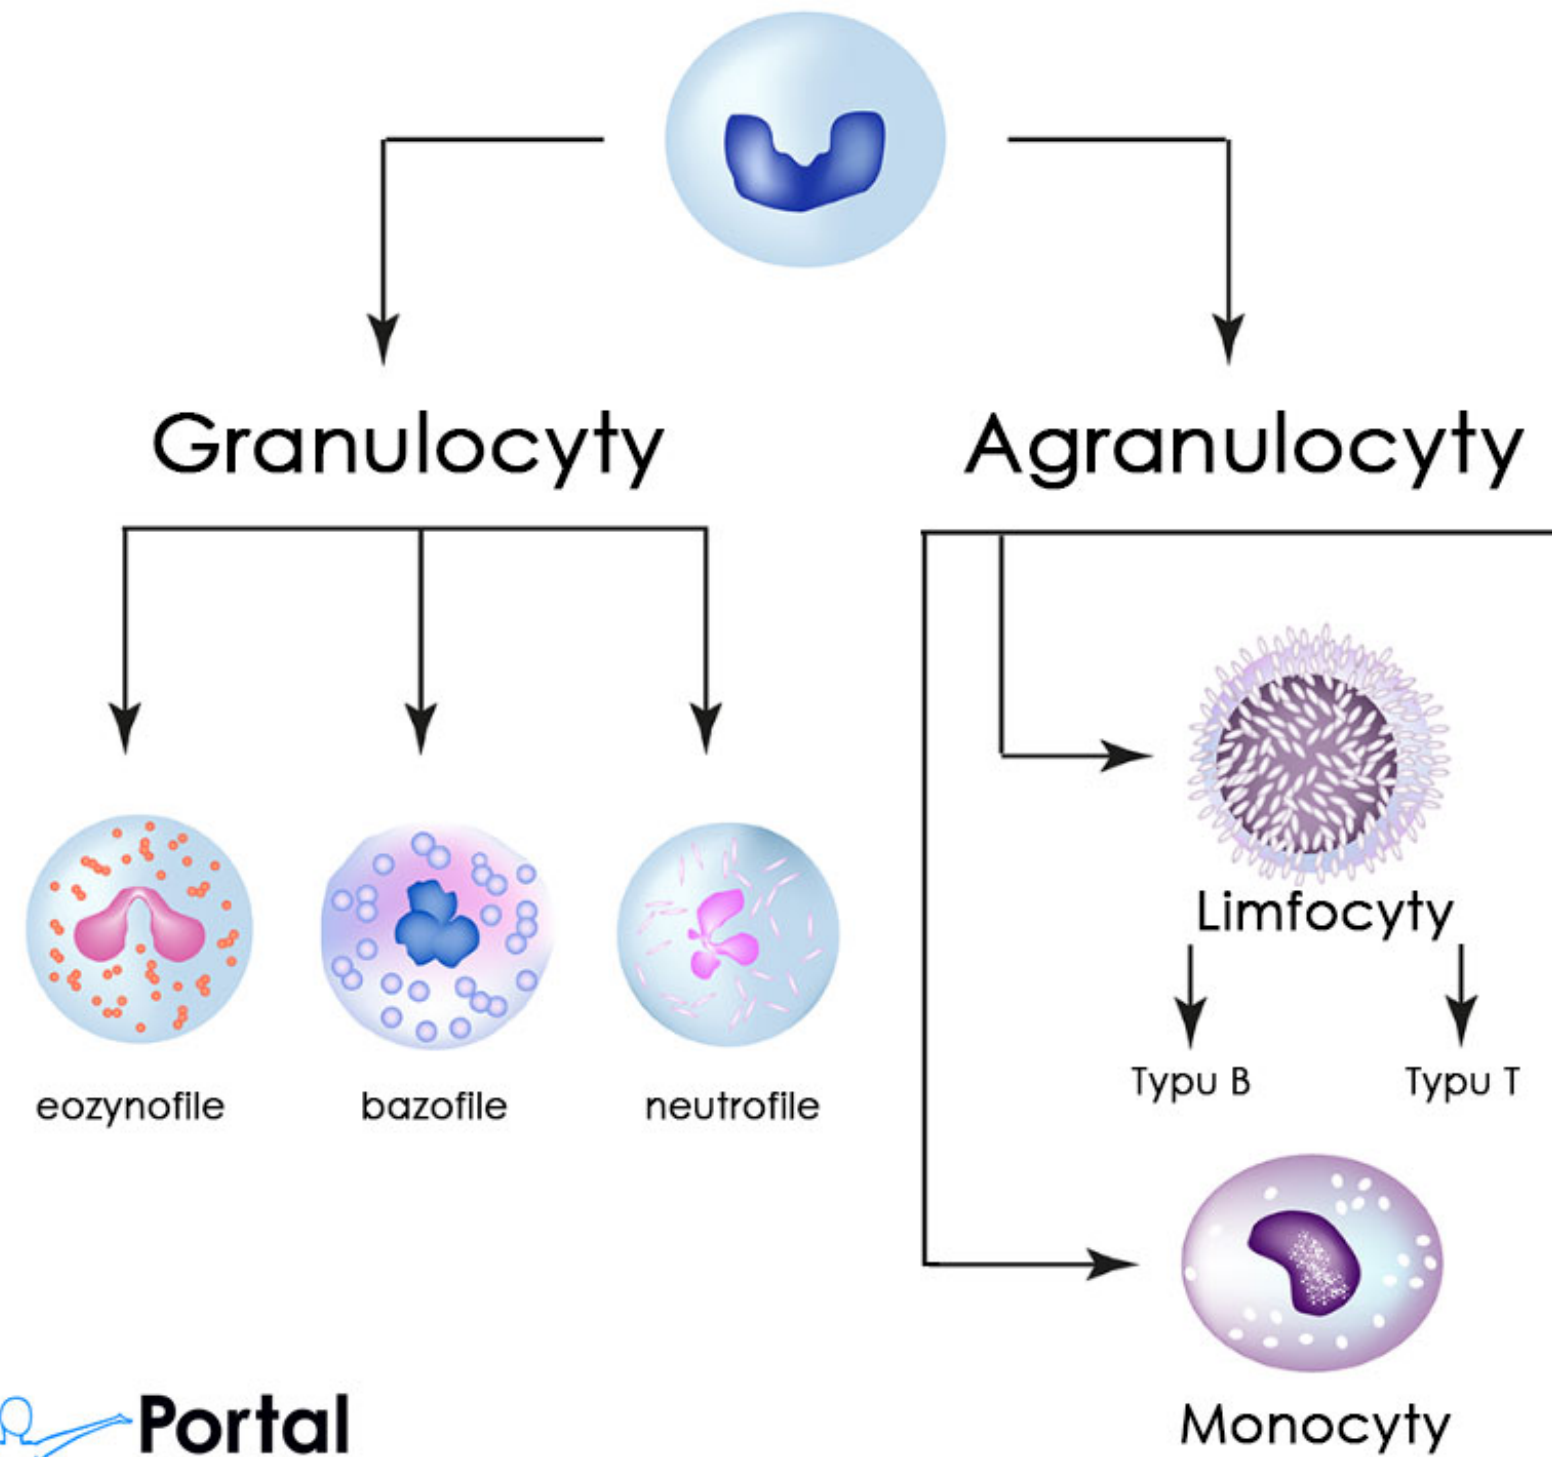 Granulocyty
Agranulocyty
eozynofile
bazofile
neutrofile
Limfocyty
Typu B
Typu T
Monocyty
Portal